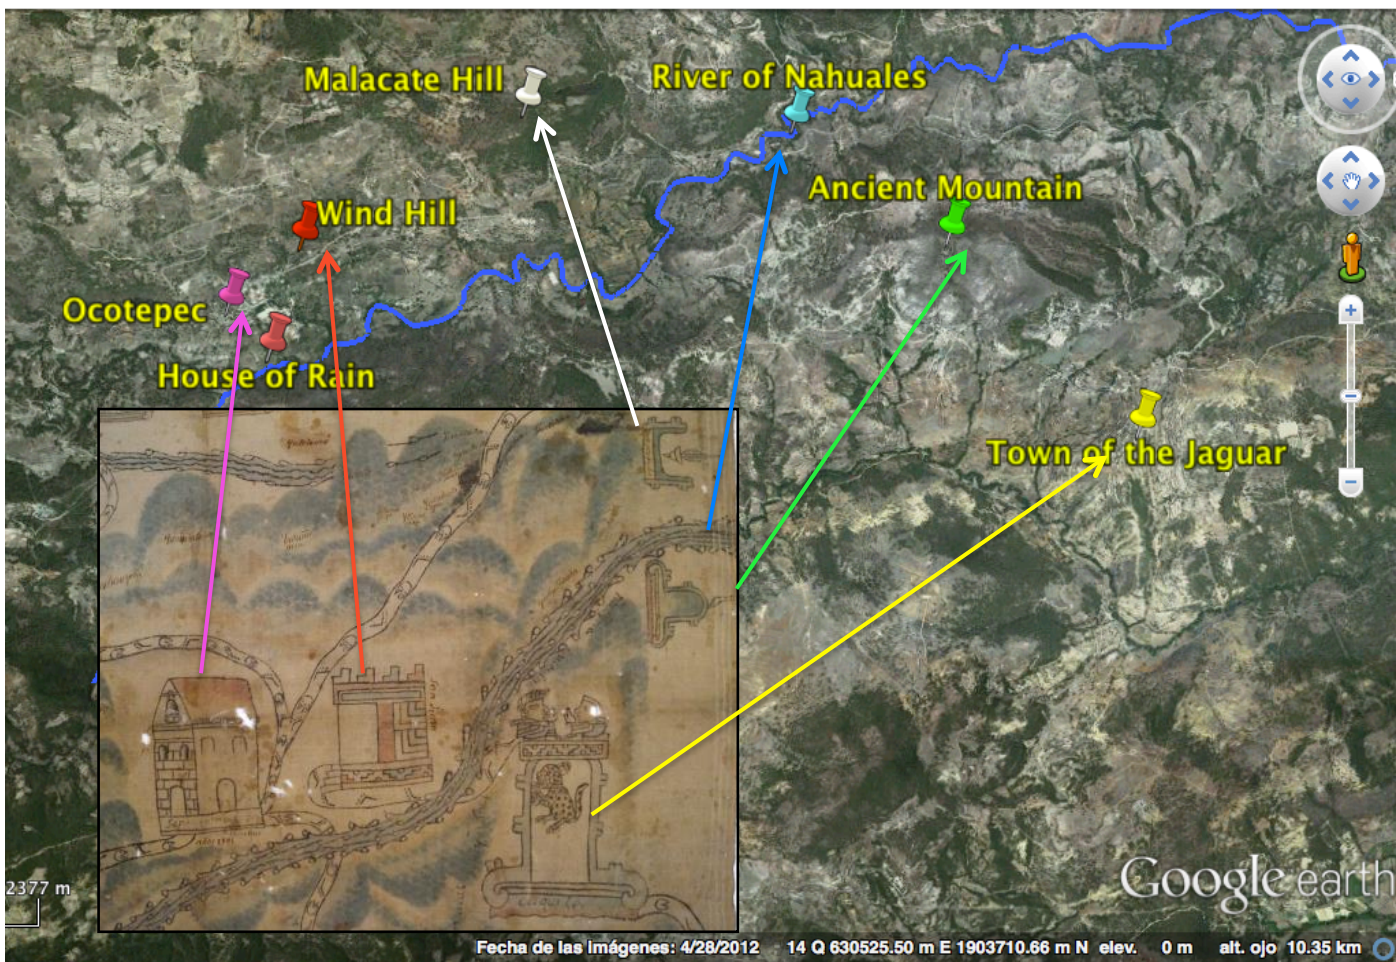 Malacate Hill
River of Nahuales
Ancient Mountain
Wind Hill
Ocotepec
House of Rain
Town of the Jaguar
2377 m
Google earth
Fecha de las Imágenes: 4/28/2012 14 Q 630525.50 m E 1903710.66 m N elev. 0 m alt. ojo 10.35 km